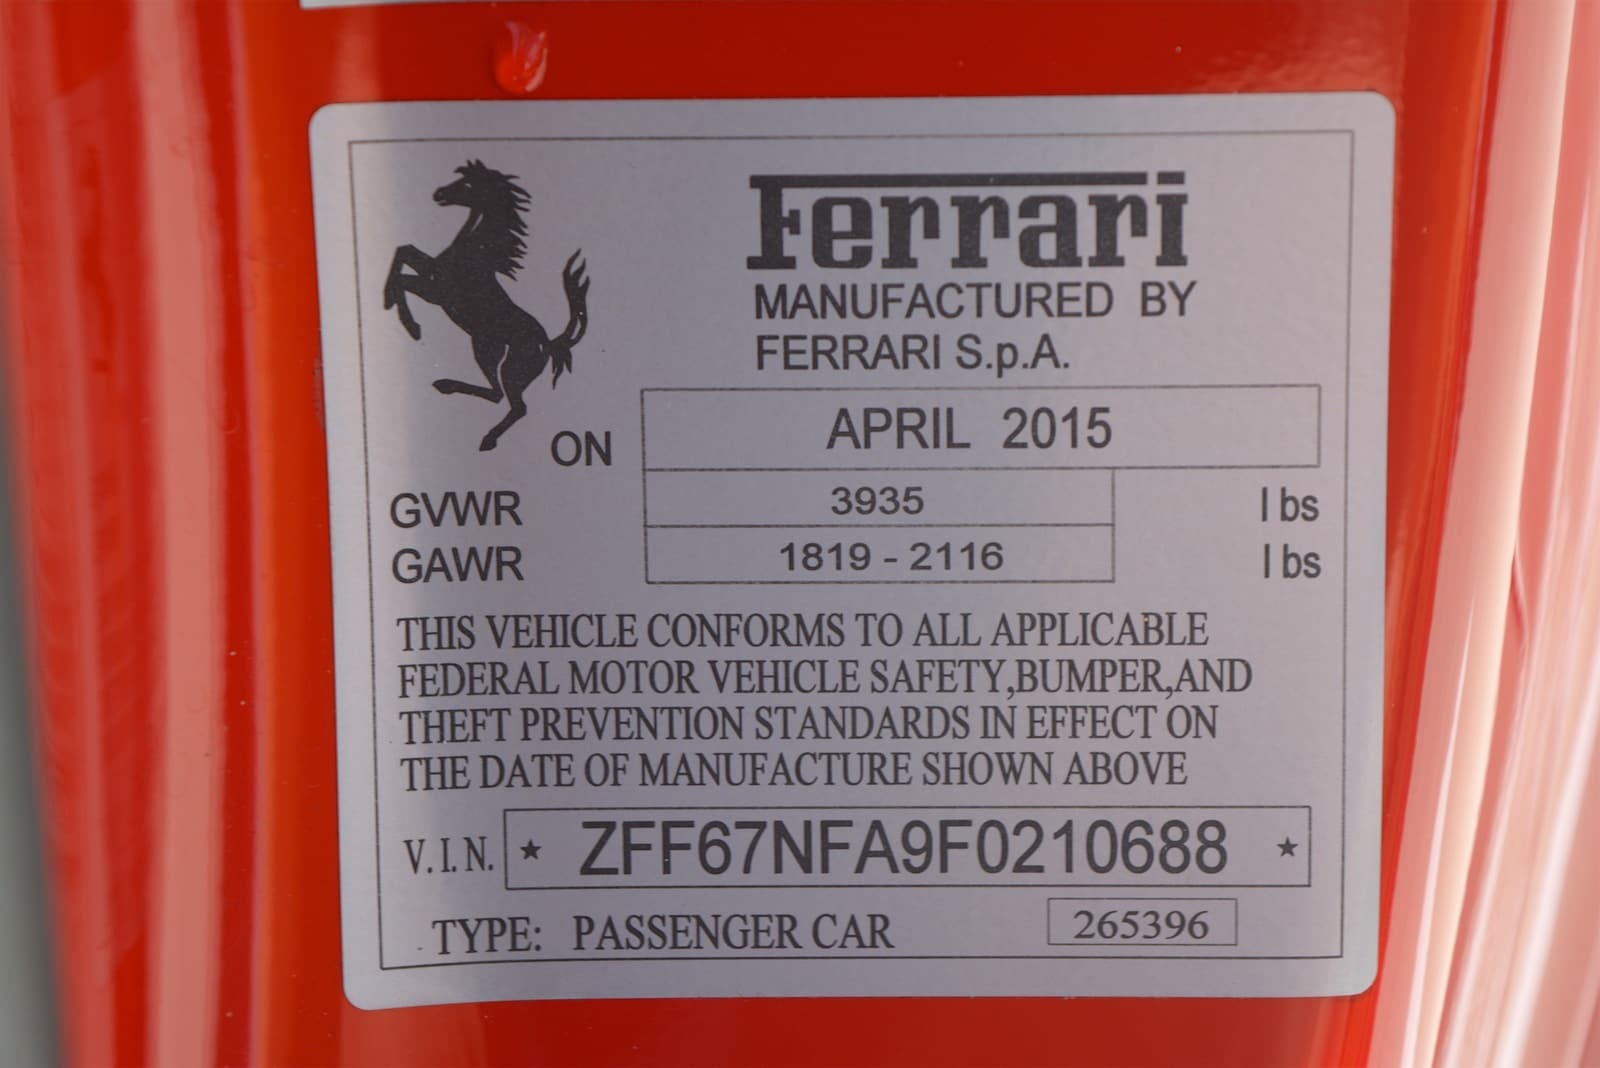 Ferrari
MANUFACTURED BY
FERRARI S.p.A.
ON APRIL 2015
GVWR 3935 lbs
GAWR 1819 - 2116 lbs
THIS VEHICLE CONFORMS TO ALL APPLICABLE
FEDERAL MOTOR VEHICLE SAFETY,BUMPER,AND
THEFT PREVENTION STANDARDS IN EFFECT ON
THE DATE OF MANUFACTURE SHOWN ABOVE
V.I.N. ★ ZFF67NFA9F0210688 ★
TYPE: PASSENGER CAR 265396